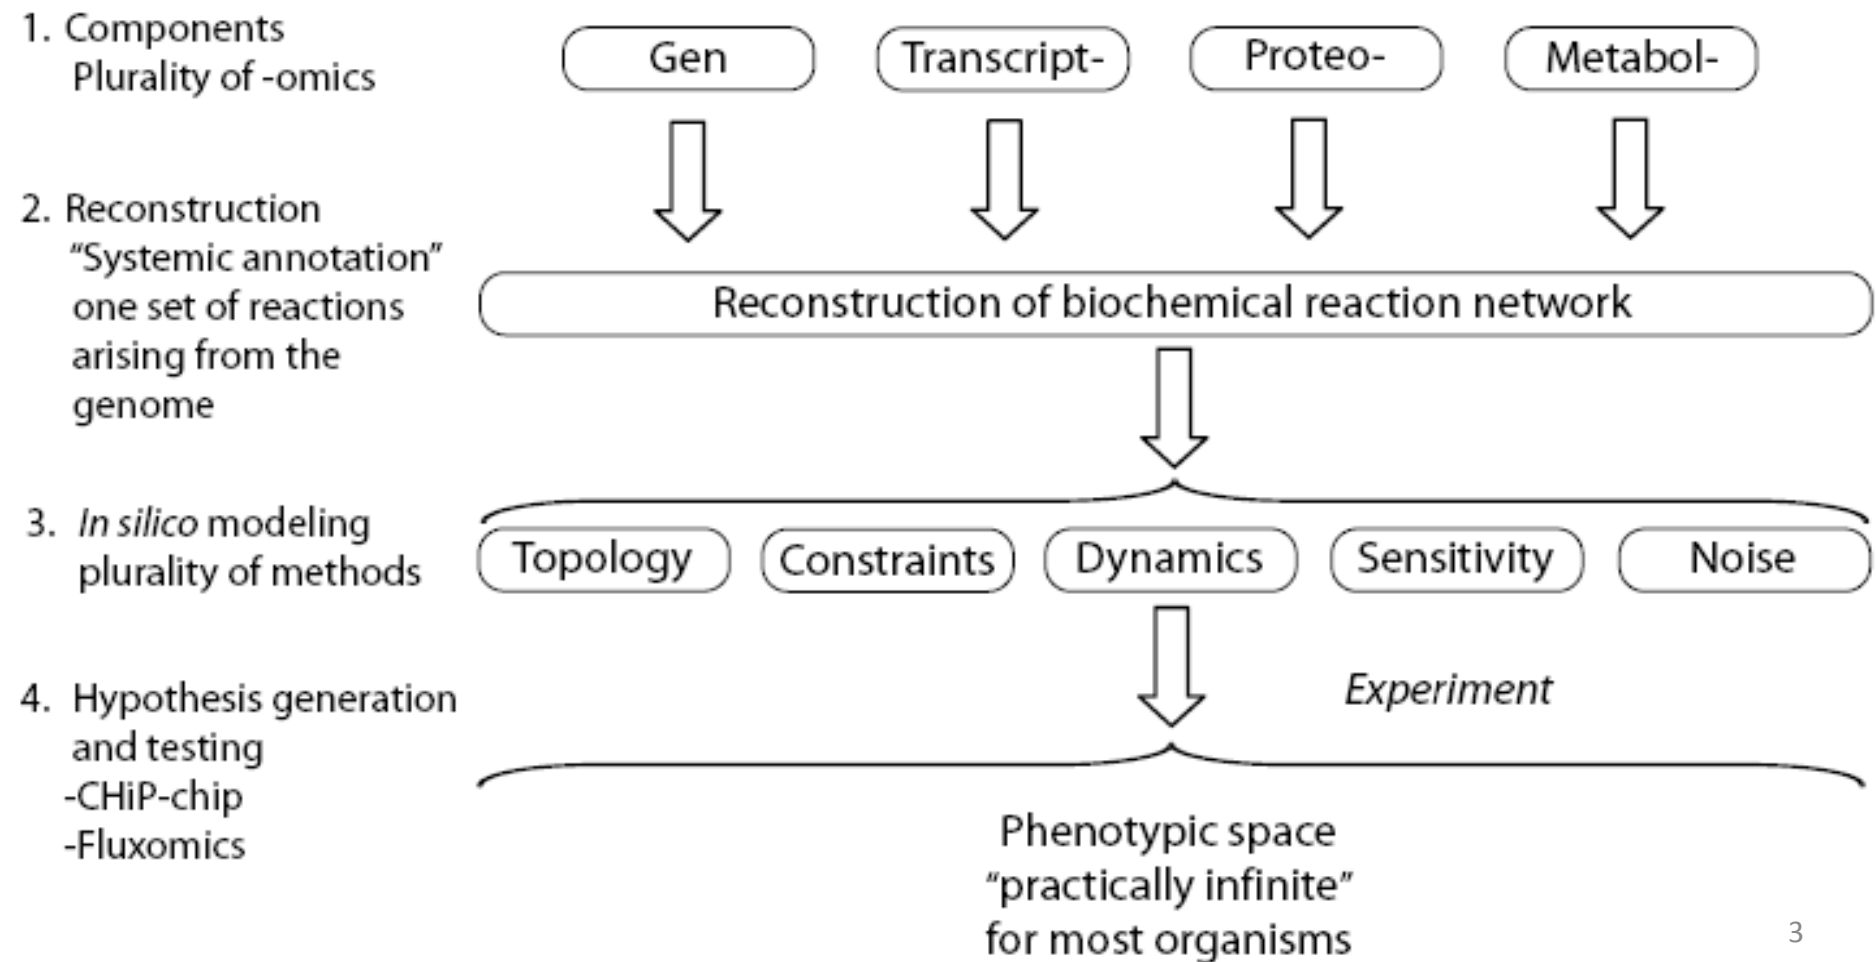 1. Components
Plurality of -omics
Gen
Transcript-
Proteo-
Metabol-
2. Reconstruction
“Systemic annotation”
one set of reactions
arising from the
genome
Reconstruction of biochemical reaction network
3. In silico modeling
plurality of methods
Topology
Constraints
Dynamics
Sensitivity
Noise
4. Hypothesis generation
and testing
-CHiP-chip
-Fluxomics
Experiment
Phenotypic space
“practically infinite”
for most organisms
3